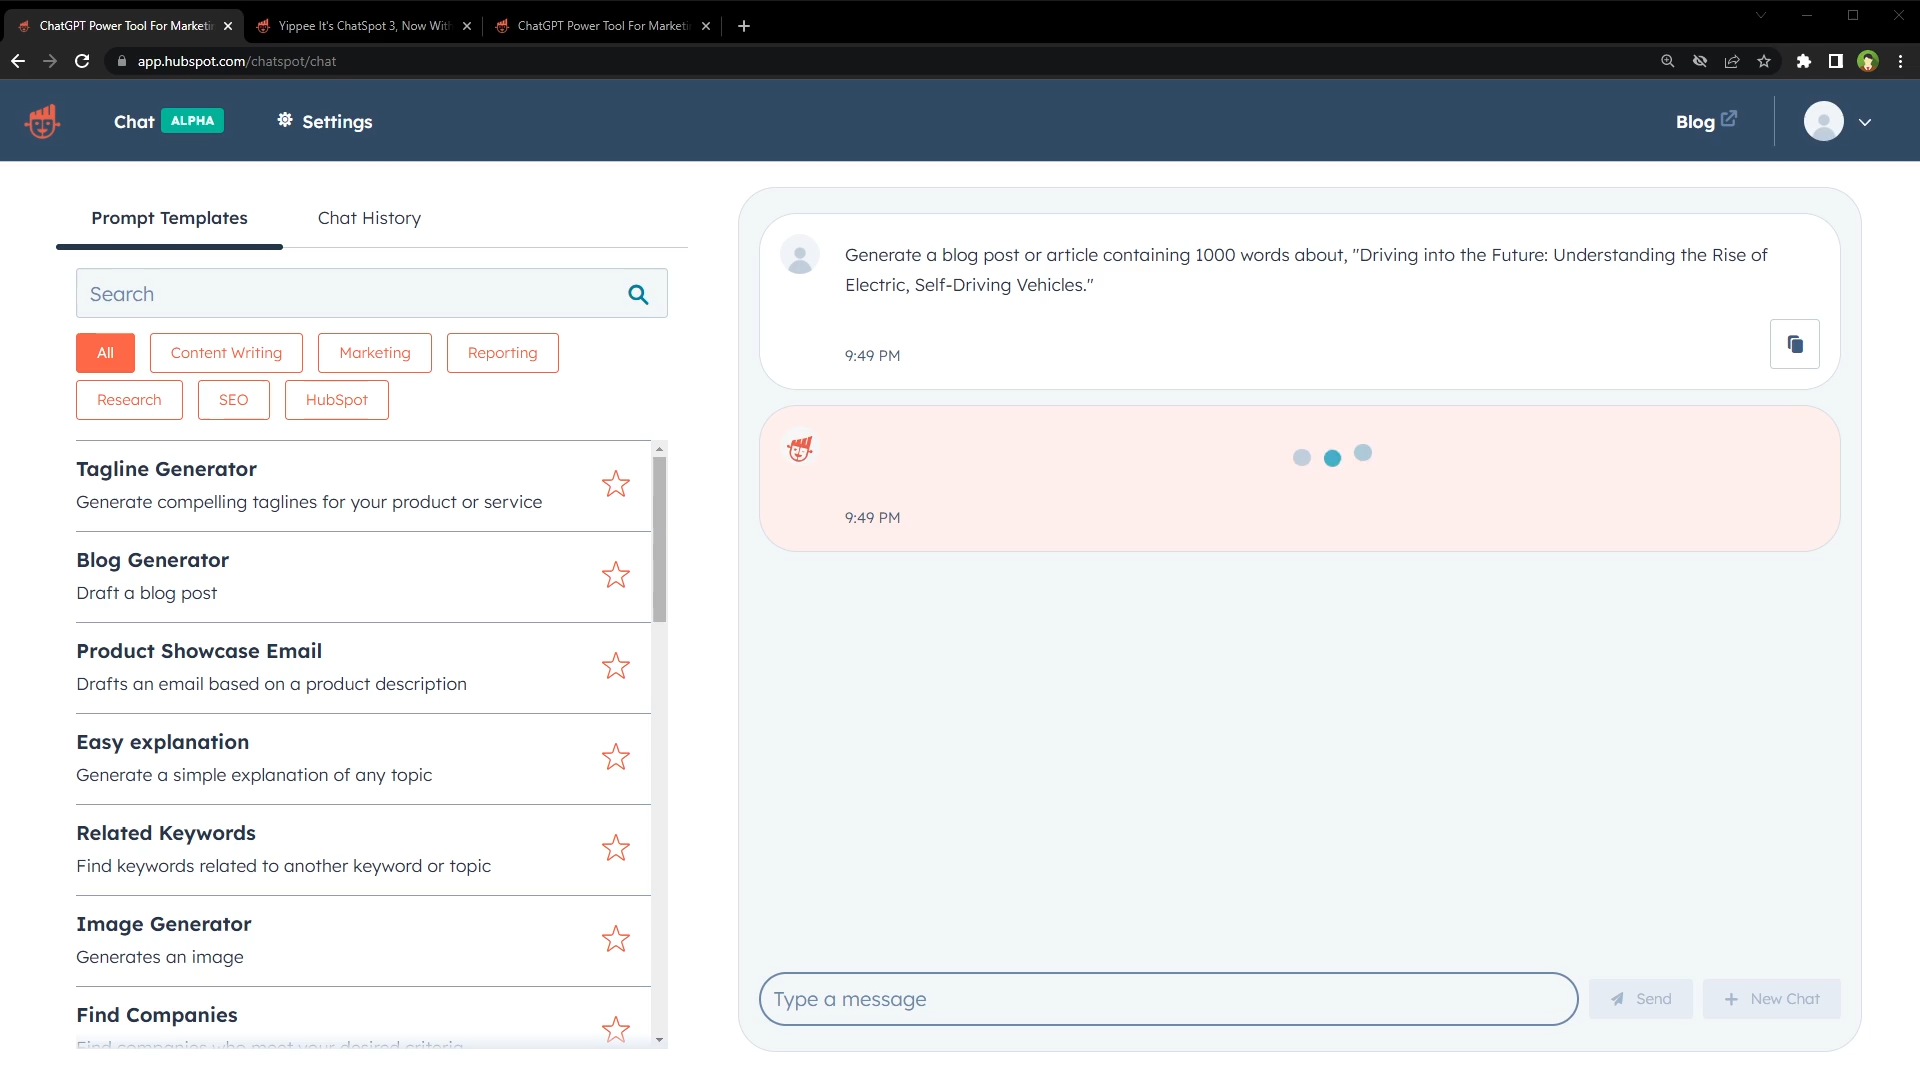 ChatGPT Power Tool For Marketi
Yippee It's ChatSpot 3, Now With
ChatGPT Power Tool For Marketi
app.hubspot.com/chatspot/chat
Chat ALPHA
Settings
Blog
Prompt Templates
Chat History
Search
All
Content Writing
Marketing
Reporting
Research
SEO
HubSpot
Tagline Generator
Generate compelling taglines for your product or service
Blog Generator
Draft a blog post
Product Showcase Email
Drafts an email based on a product description
Easy explanation
Generate a simple explanation of any topic
Related Keywords
Find keywords related to another keyword or topic
Image Generator
Generates an image
Find Companies
Find companies who meet your desired criteria
Generate a blog post or article containing 1000 words about, "Driving into the Future: Understanding the Rise of
Electric, Self-Driving Vehicles."
9:49 PM
9:49 PM
Type a message
Send
New Chat